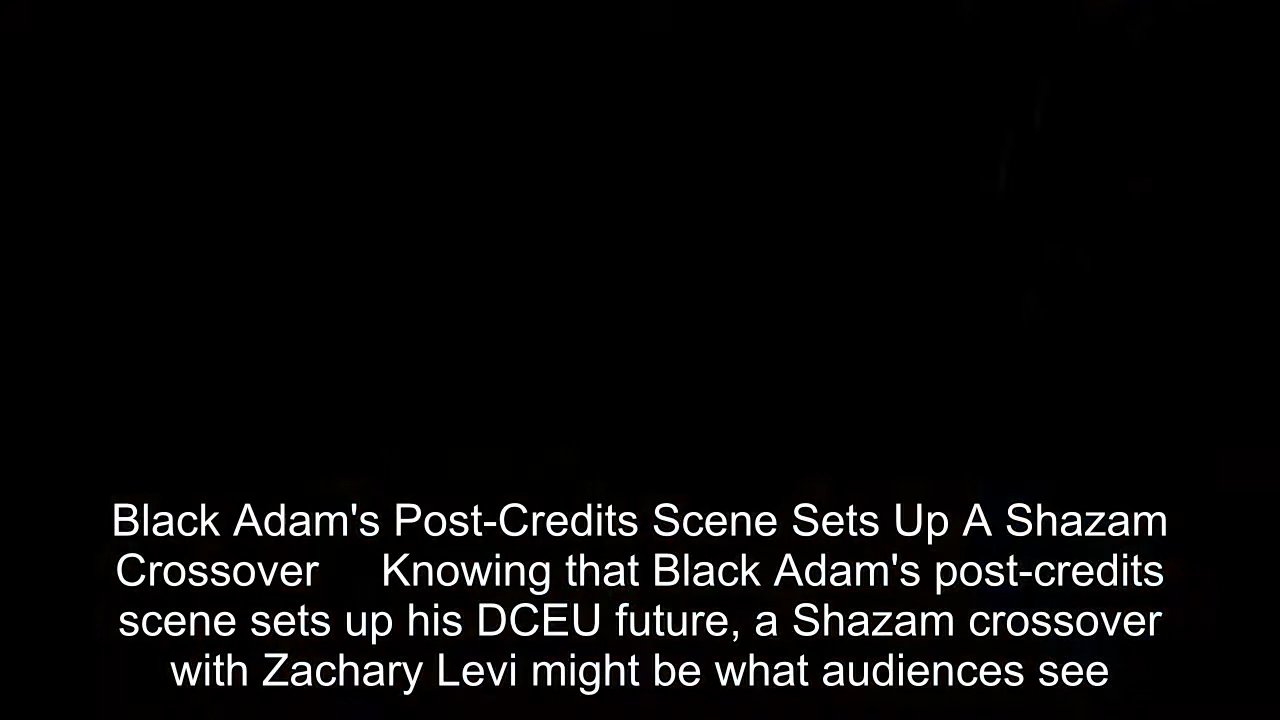 Black Adam's Post-Credits Scene Sets Up A Shazam
Crossover     Knowing that Black Adam's post-credits
scene sets up his DCEU future, a Shazam crossover
with Zachary Levi might be what audiences see